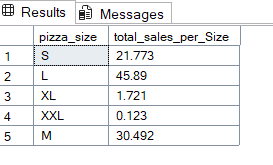 Results Messages
pizza_size total_sales_per_Size
1 S 21.773
2 L 45.89
3 XL 1.721
4 XXL 0.123
5 M 30.492